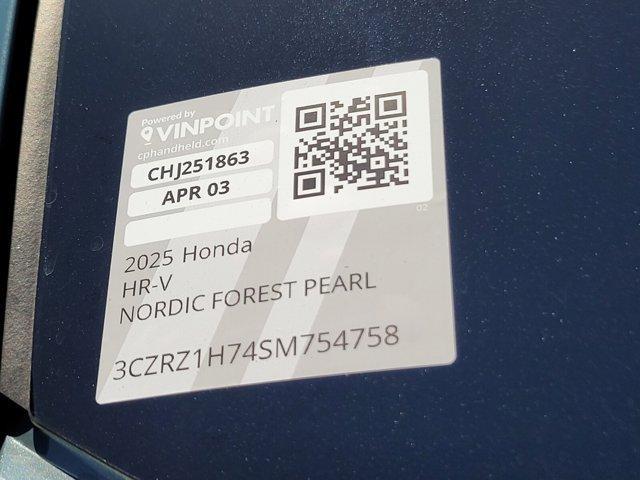 Powered by
VINPOINT
cphandheld.com
CHJ251863
APR 03
02
2025 Honda
HR-V
NORDIC FOREST PEARL
3CZRZ1H74SM754758